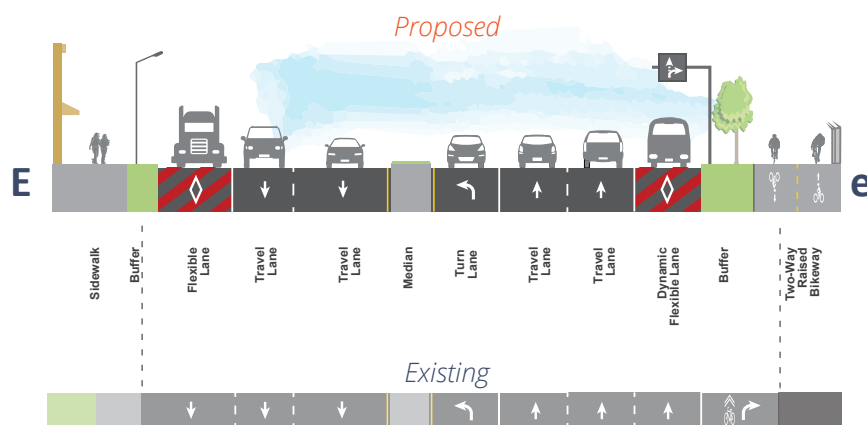 Proposed
E
e
Sidewalk
Buffer
Flexible
Lane
Travel
Lane
Travel
Lane
Median
Turn
Lane
Travel
Lane
Travel
Lane
Dynamic
Flexible Lane
Buffer
Two-Way
Raised
Bikeway
Existing